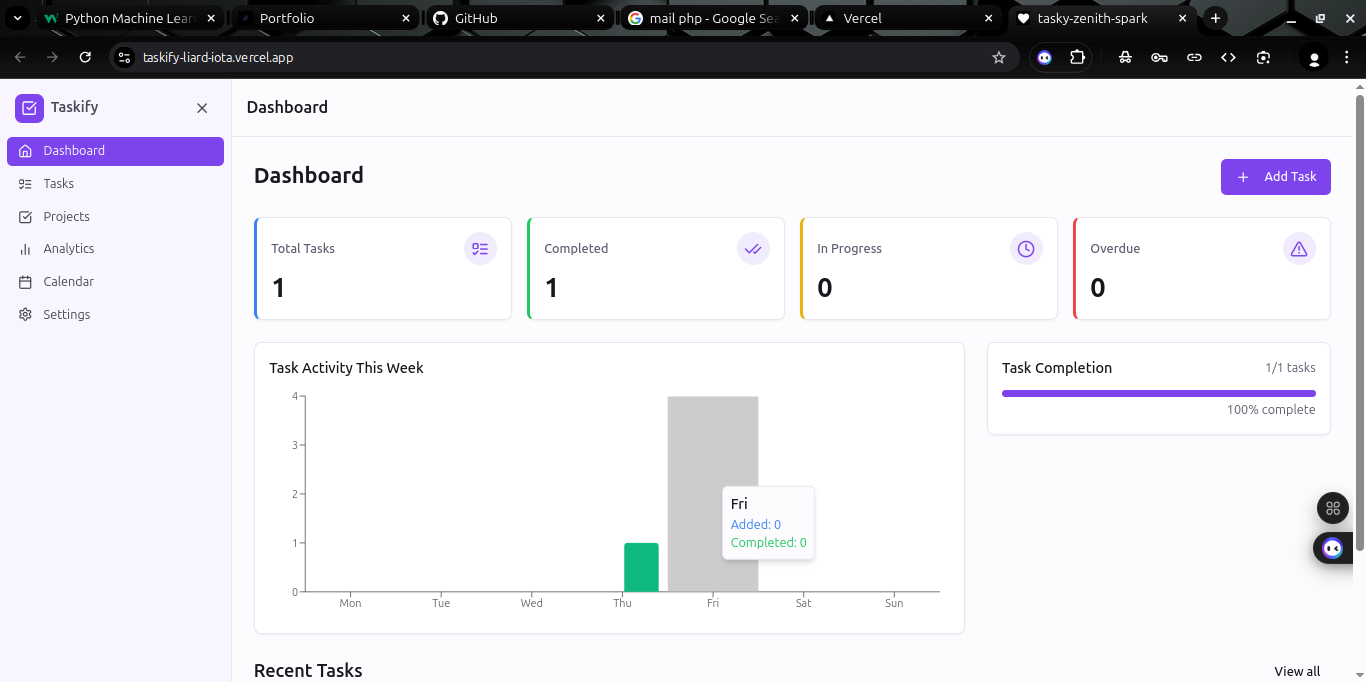 Python Machine Lear
Portfolio
GitHub
mail php - Google Sea
Vercel
tasky-zenith-spark
taskify-liard-iota.vercel.app
Taskify
Dashboard
Tasks
Projects
Analytics
Calendar
Settings
Dashboard
Dashboard
Add Task
Total Tasks
1
Completed
1
In Progress
0
Overdue
0
Task Activity This Week
4
3
2
1
0
Mon Tue Wed Thu Fri Sat Sun
Fri
Added: 0
Completed: 0
Task Completion 1/1 tasks
100% complete
Recent Tasks
View all